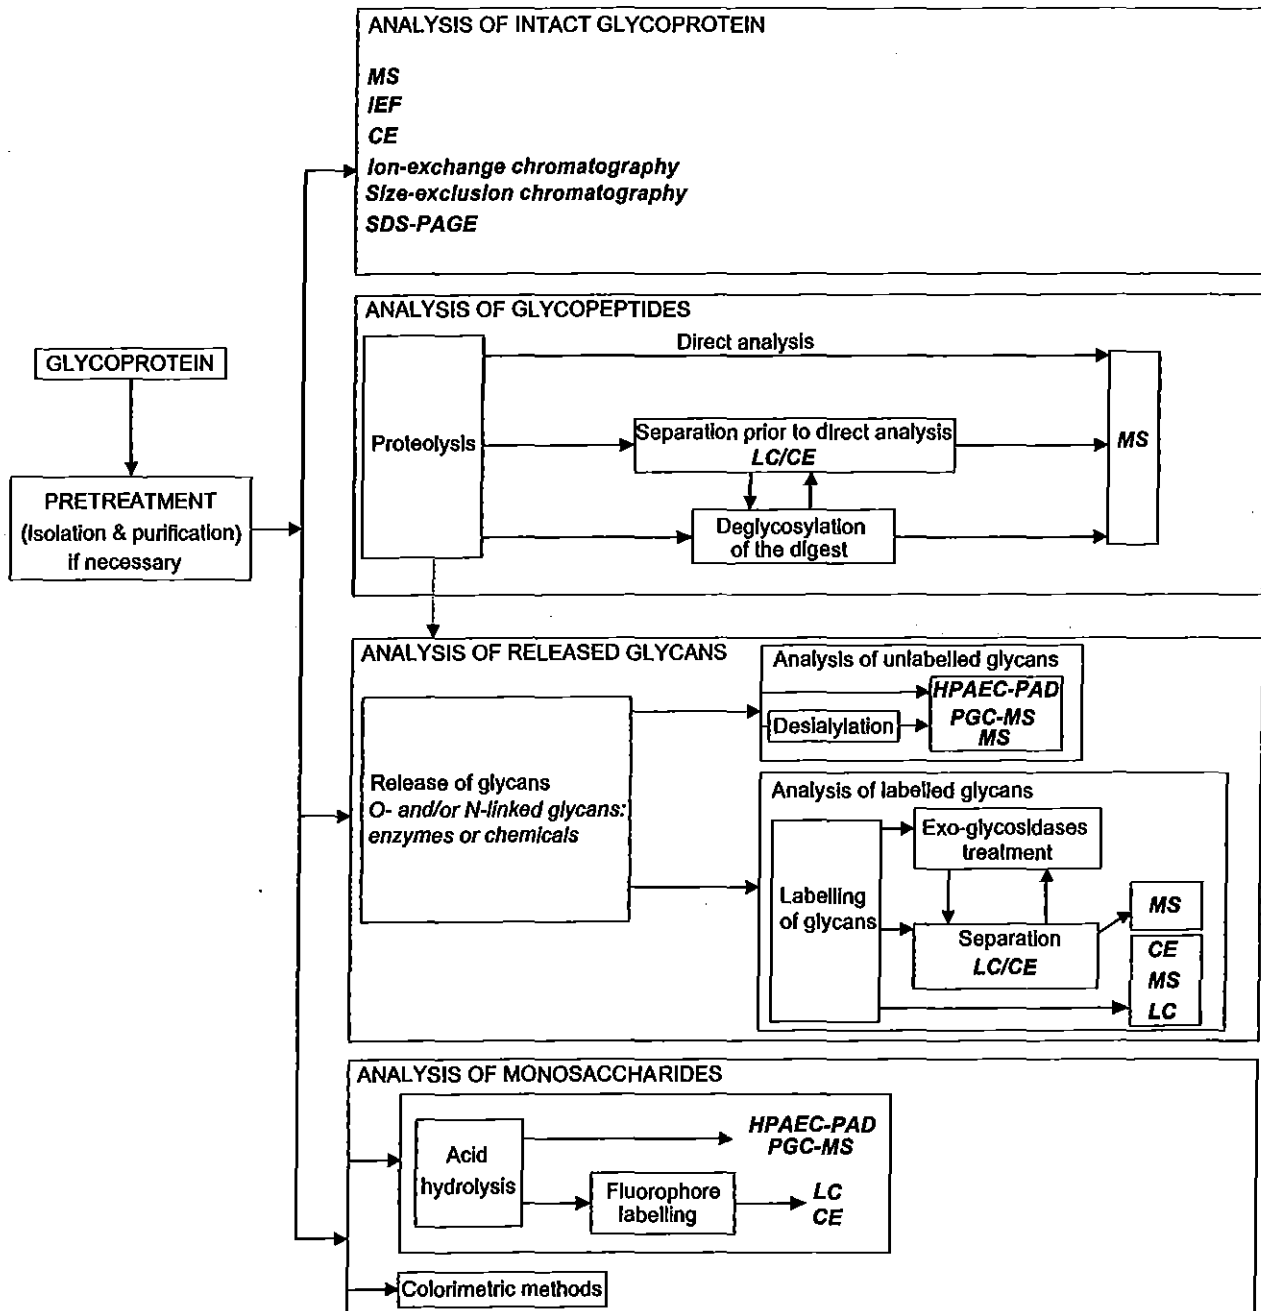 ANALYSIS OF INTACT GLYCOPROTEIN
MS
IEF
CE
Ion-exchange chromatography
Size-exclusion chromatography
SDS-PAGE
GLYCOPROTEIN
PRETREATMENT
(Isolation & purification)
if necessary
ANALYSIS OF GLYCOPEPTIDES
Proteolysis
Direct analysis
Separation prior to direct analysis
LC/CE
Deglycosylation
of the digest
MS
ANALYSIS OF RELEASED GLYCANS
Release of glycans
O- and/or N-linked glycans:
enzymes or chemicals
Analysis of unlabelled glycans
Desialylation
HPAEC-PAD
PGC-MS
MS
Analysis of labelled glycans
Labelling
of glycans
Exo-glycosidases
treatment
Separation
LC/CE
MS
CE
MS
LC
ANALYSIS OF MONOSACCHARIDES
Acid
hydrolysis
HPAEC-PAD
PGC-MS
Fluorophore
labelling
LC
CE
Colorimetric methods